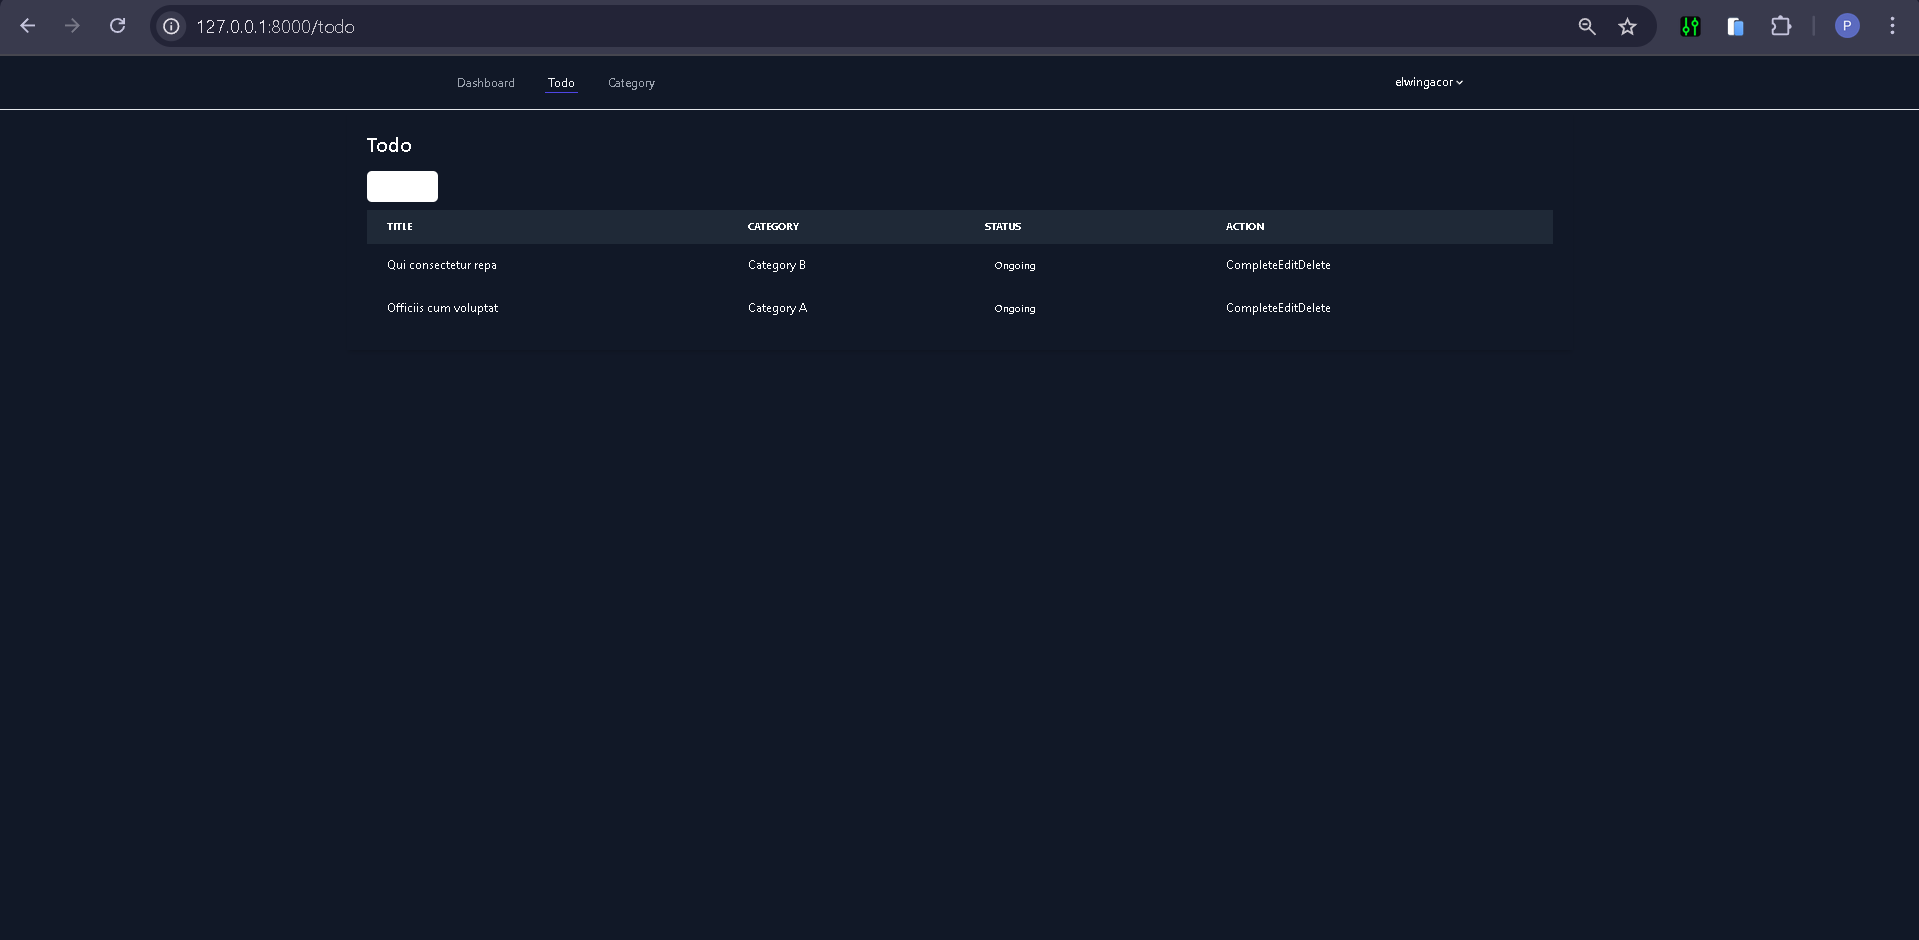 127.0.0.1:8000/todo
P
Dashboard Todo Category elwingacor
Todo
TITLE CATEGORY STATUS ACTION
Qui consectetur repa Category B Ongoing CompleteEditDelete
Officiis cum voluptat Category A Ongoing CompleteEditDelete